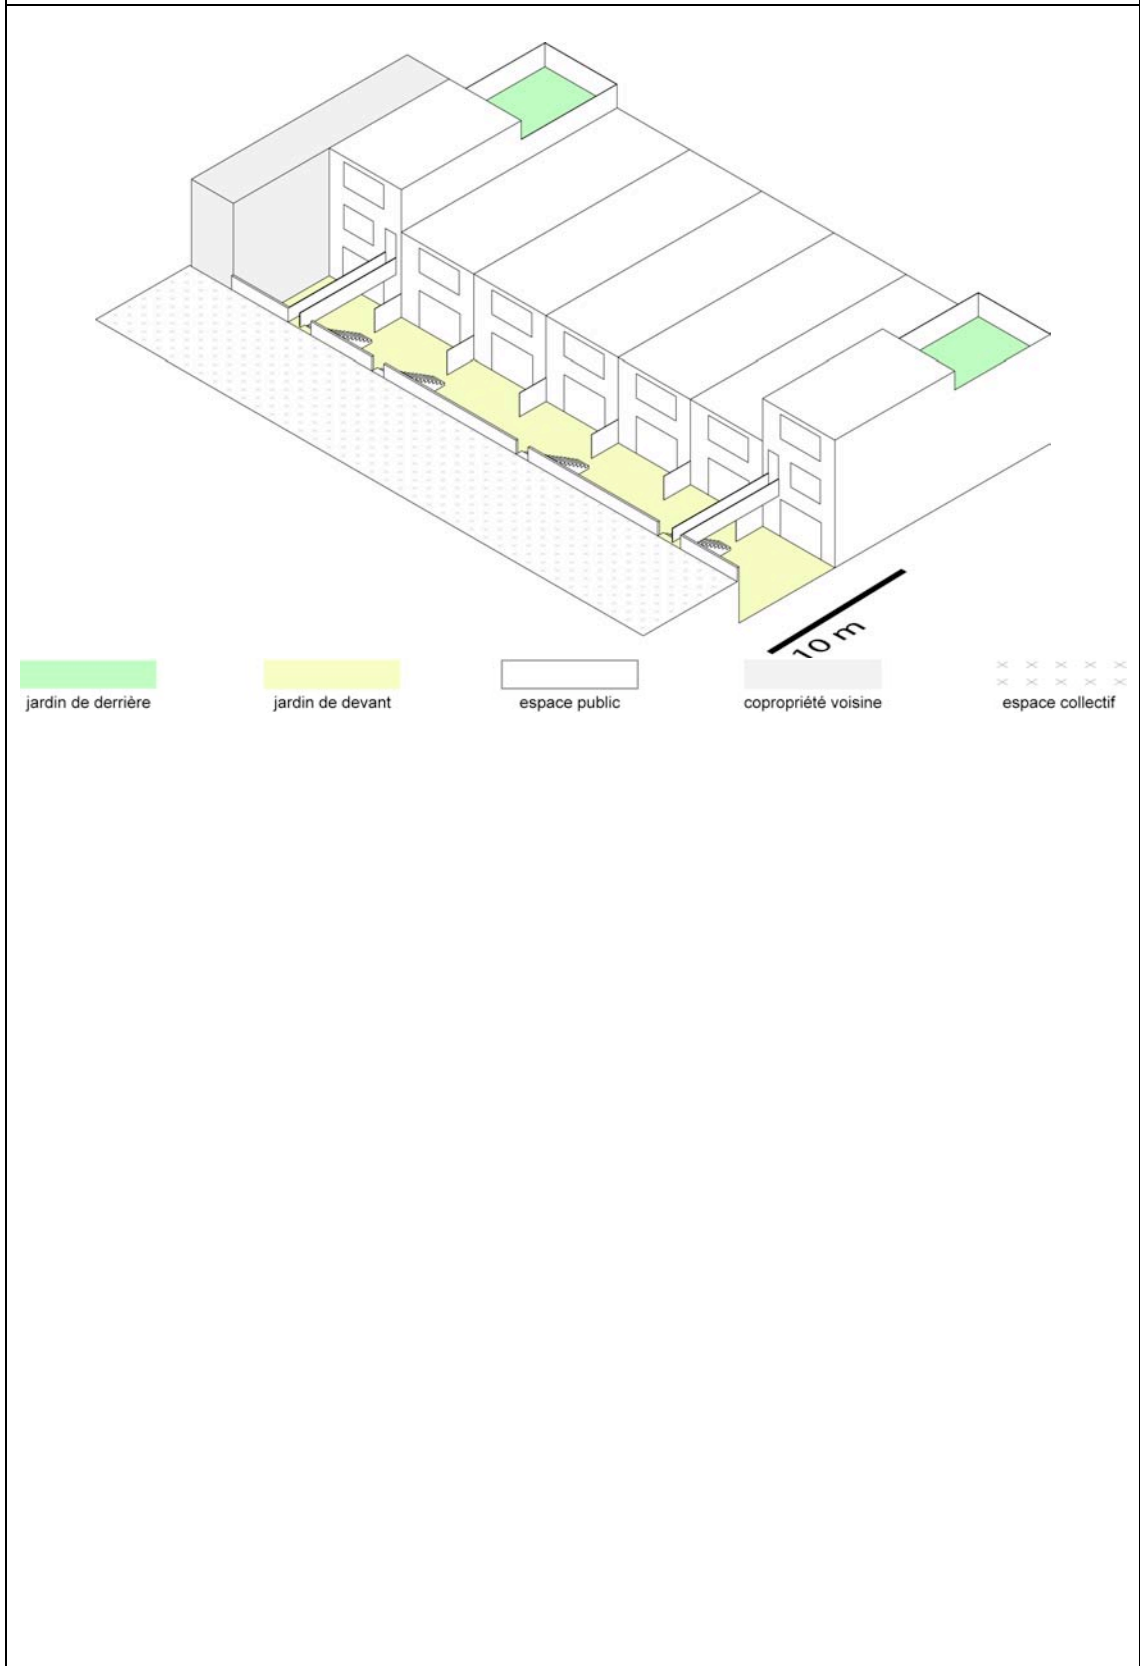 10 m
jardin de derrière
jardin de devant
espace public
copropriété voisine
espace collectif